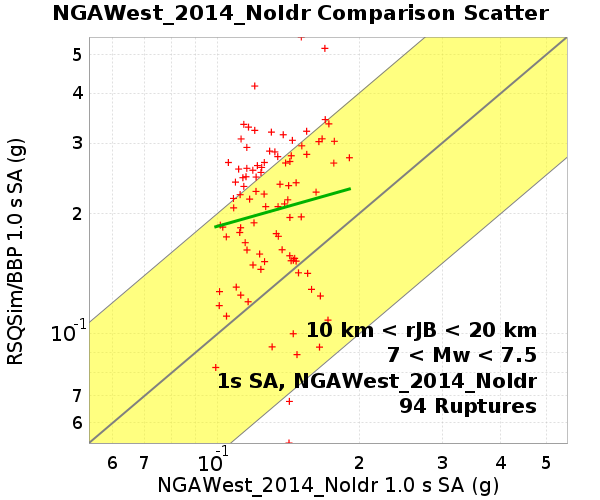 NGAWest_2014_NoIdr Comparison Scatter
RSQSim/BBP 1.0 s SA (g)
5
4
3
2
10-1
7
6
10 km < rJB < 20 km
7 < Mw < 7.5
1s SA, NGAWest_2014_NoIdr
94 Ruptures
6 7 10-1 2 3 4 5
NGAWest_2014_NoIdr 1.0 s SA (g)